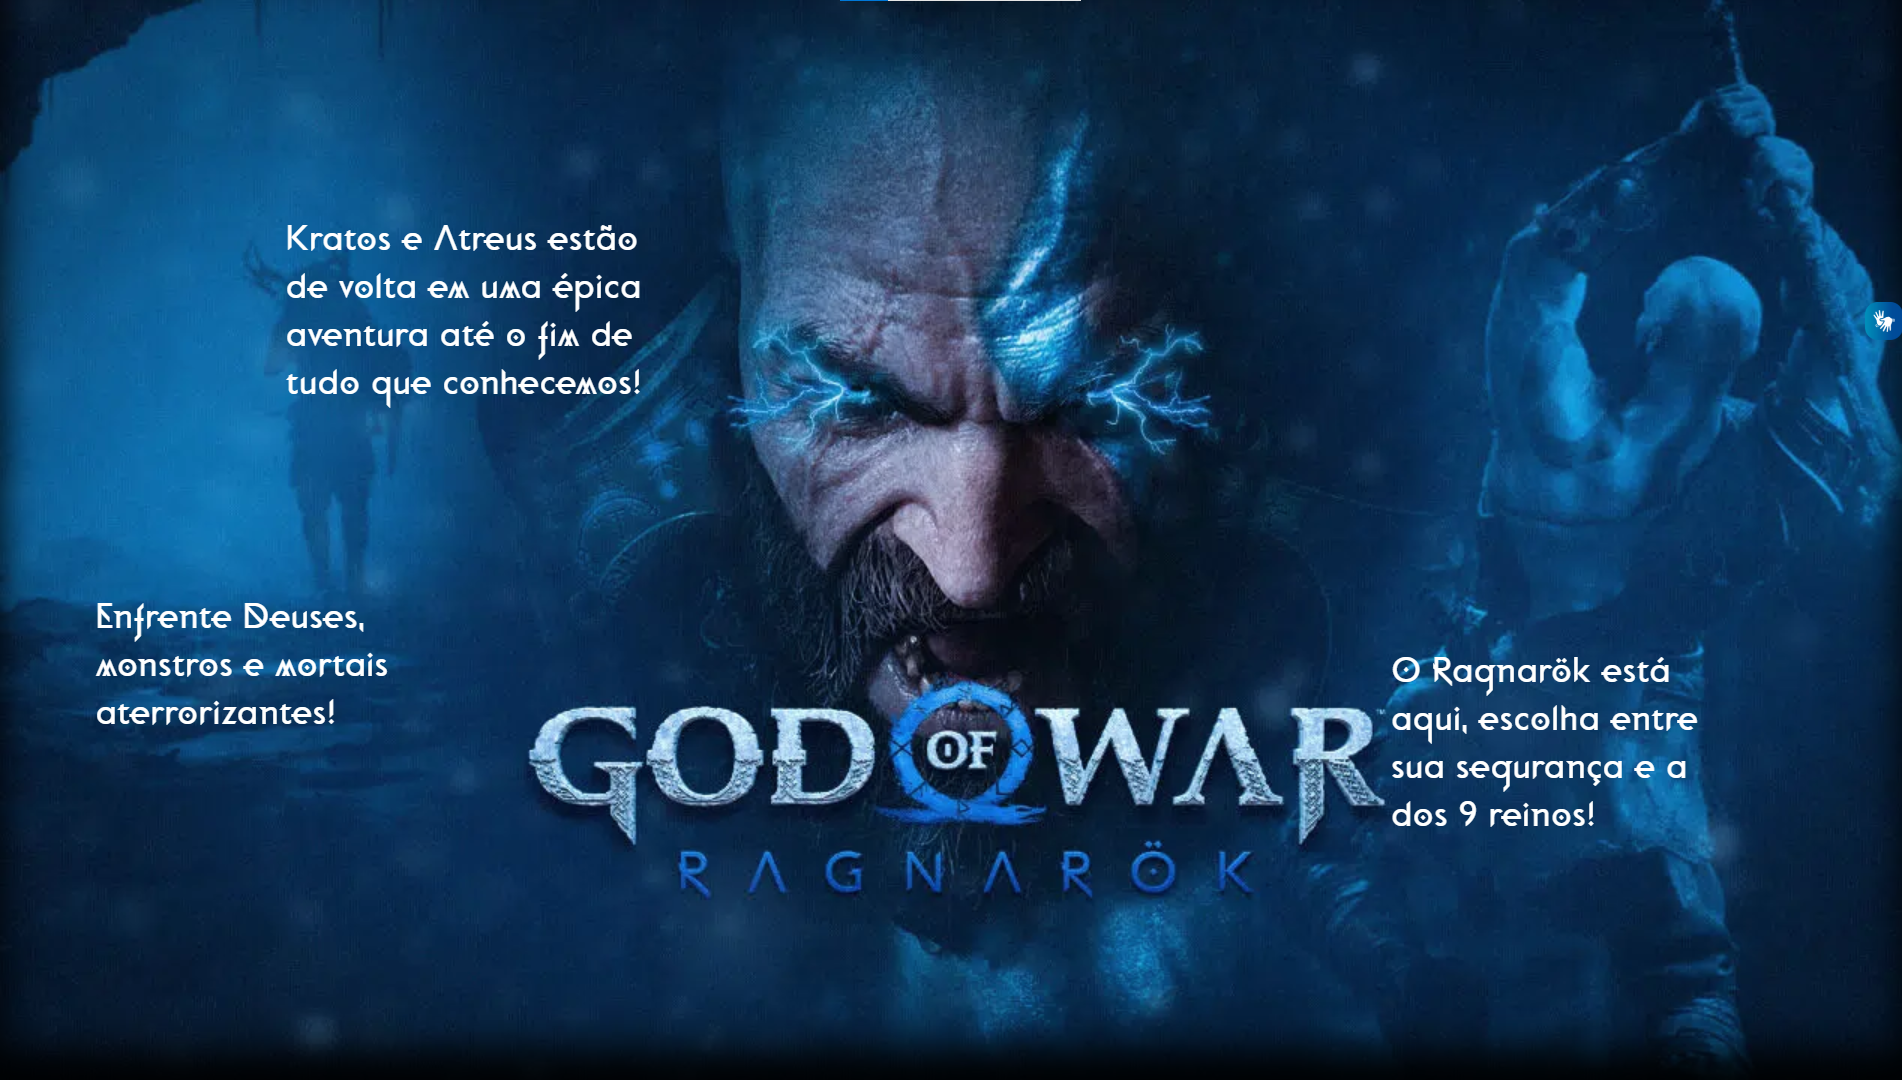 Kratos e Atreus estão
de volta em uma épica
aventura até o fim de
tudo que conhecemos!
Enfrente Deuses,
monstros e mortais
aterrorizantes!
O Ragnarök está
aqui, escolha entre
sua segurança e a
dos 9 reinos!
GOD OF WAR™
RAGNARÖK